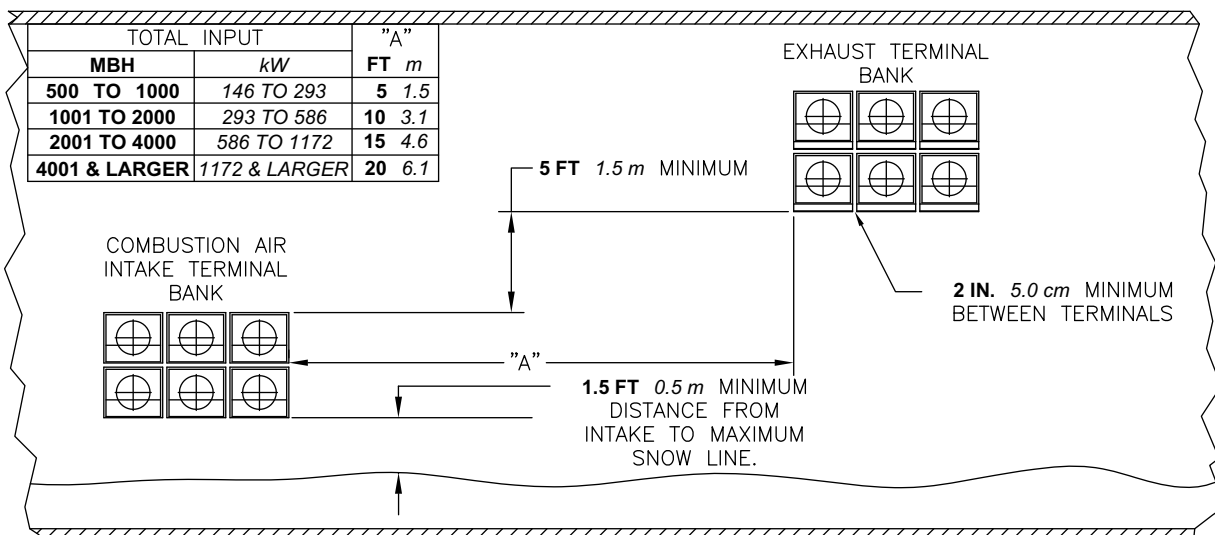 TOTAL INPUT "A"
MBH kW FT m
500 TO 1000 146 TO 293 5 1.5
1001 TO 2000 293 TO 586 10 3.1
2001 TO 4000 586 TO 1172 15 4.6
4001 & LARGER 1172 & LARGER 20 6.1
EXHAUST TERMINAL
BANK
5 FT 1.5 m MINIMUM
COMBUSTION AIR
INTAKE TERMINAL
BANK
2 IN. 5.0 cm MINIMUM
BETWEEN TERMINALS
"A"
1.5 FT 0.5 m MINIMUM
DISTANCE FROM
INTAKE TO MAXIMUM
SNOW LINE.